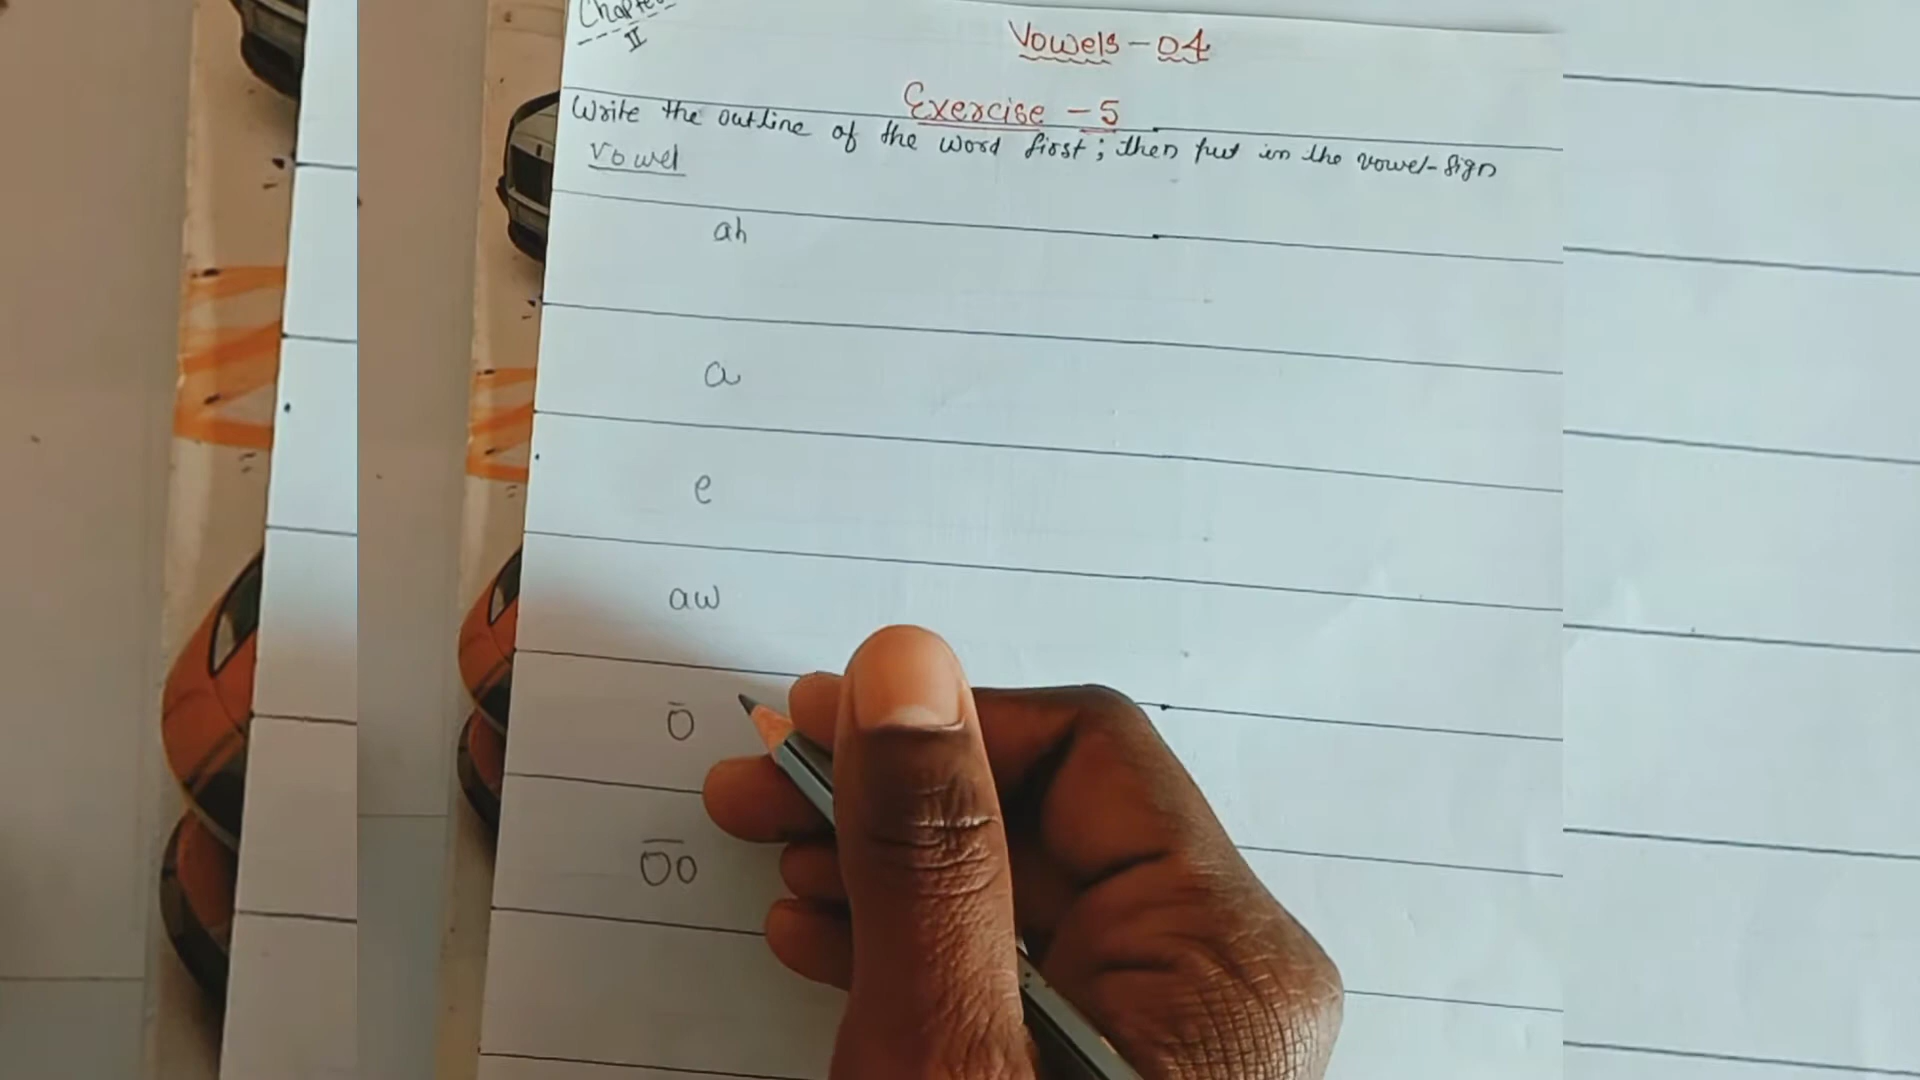 Chapter
II
Vowels - 04
Exercise - 5
Write the outline of the word first; then put in the vowel-sign
Vowel
ah
a
e
aw
ō
o̅o̅